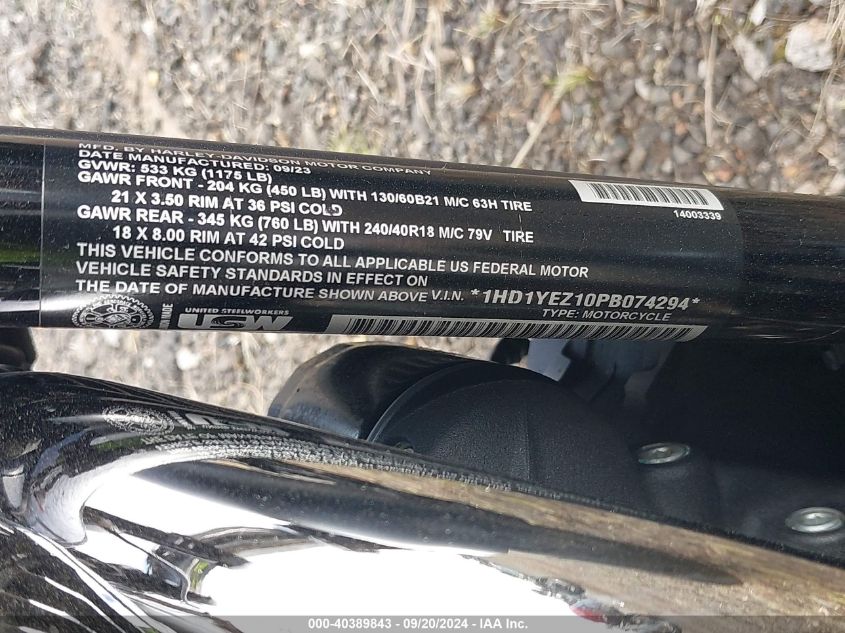 MFD. BY HARLEY-DAVIDSON MOTOR COMPANY
DATE MANUFACTURED: 09/23
GVWR: 533 KG (1175 LB)
GAWR FRONT - 204 KG (450 LB) WITH 130/60B21 M/C 63H TIRE
21 X 3.50 RIM AT 36 PSI COLD
GAWR REAR - 345 KG (760 LB) WITH 240/40R18 M/C 79V TIRE
18 X 8.00 RIM AT 42 PSI COLD
THIS VEHICLE CONFORMS TO ALL APPLICABLE US FEDERAL MOTOR
VEHICLE SAFETY STANDARDS IN EFFECT ON
THE DATE OF MANUFACTURE SHOWN ABOVE V.I.N. *1HD1YEZ10PB074294*
TYPE: MOTORCYCLE
14003339
UNITED STEELWORKERS
USW
000-40389843 - 09/20/2024 - IAA Inc.